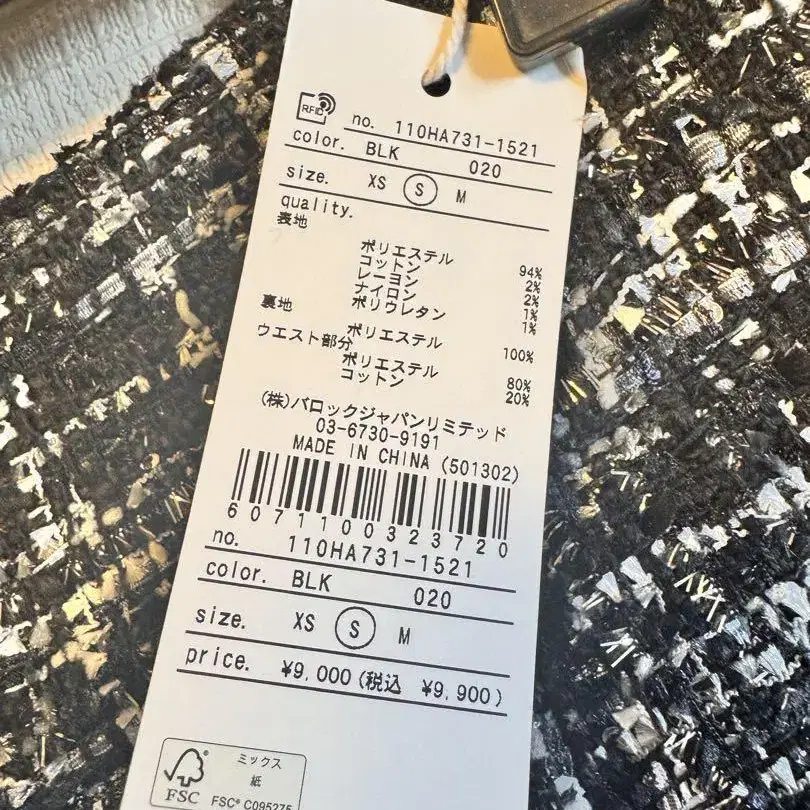 RFID
no. 110HA731-1521
color. BLK 020
size. XS S M
quality.
表地
ポリエステル 94%
コットン 2%
レーヨン 2%
ナイロン 1%
ポリウレタン 1%
裏地
ポリエステル 100%
ウエスト部分
ポリエステル 80%
コットン 20%
(株)バロックジャパンリミテッド
03-6730-9191
MADE IN CHINA (501302)
6071100323720
no. 110HA731-1521
color. BLK 020
size. XS S M
price. ¥9,000(税込 ¥9,900)
FSC
ミックス
紙
FSC® C095275